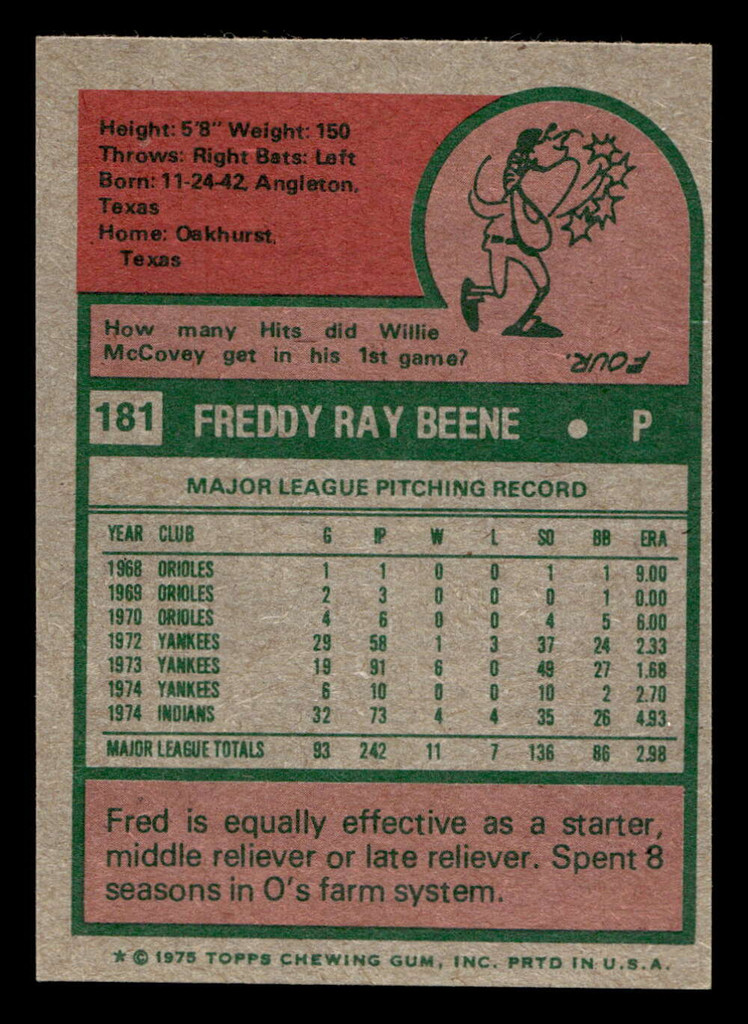 Height: 5'8" Weight: 150
Throws: Right Bats: Left
Born: 11-24-42, Angleton,
Texas
Home: Oakhurst,
Texas
How many Hits did Willie
McCovey get in his 1st game?
FOUR.
181 FREDDY RAY BEENE • P
MAJOR LEAGUE PITCHING RECORD
YEAR CLUB G IP W L SO BB ERA
1968 ORIOLES 1 1 0 0 1 1 9.00
1969 ORIOLES 2 3 0 0 0 1 0.00
1970 ORIOLES 4 6 0 0 4 5 6.00
1972 YANKEES 29 58 1 3 37 24 2.33
1973 YANKEES 19 91 6 0 49 27 1.68
1974 YANKEES 6 10 0 0 10 2 2.70
1974 INDIANS 32 73 4 4 35 26 4.93
MAJOR LEAGUE TOTALS 93 242 11 7 136 86 2.98
Fred is equally effective as a starter,
middle reliever or late reliever. Spent 8
seasons in O's farm system.
* © 1975 TOPPS CHEWING GUM, INC. PRTD IN U.S.A.